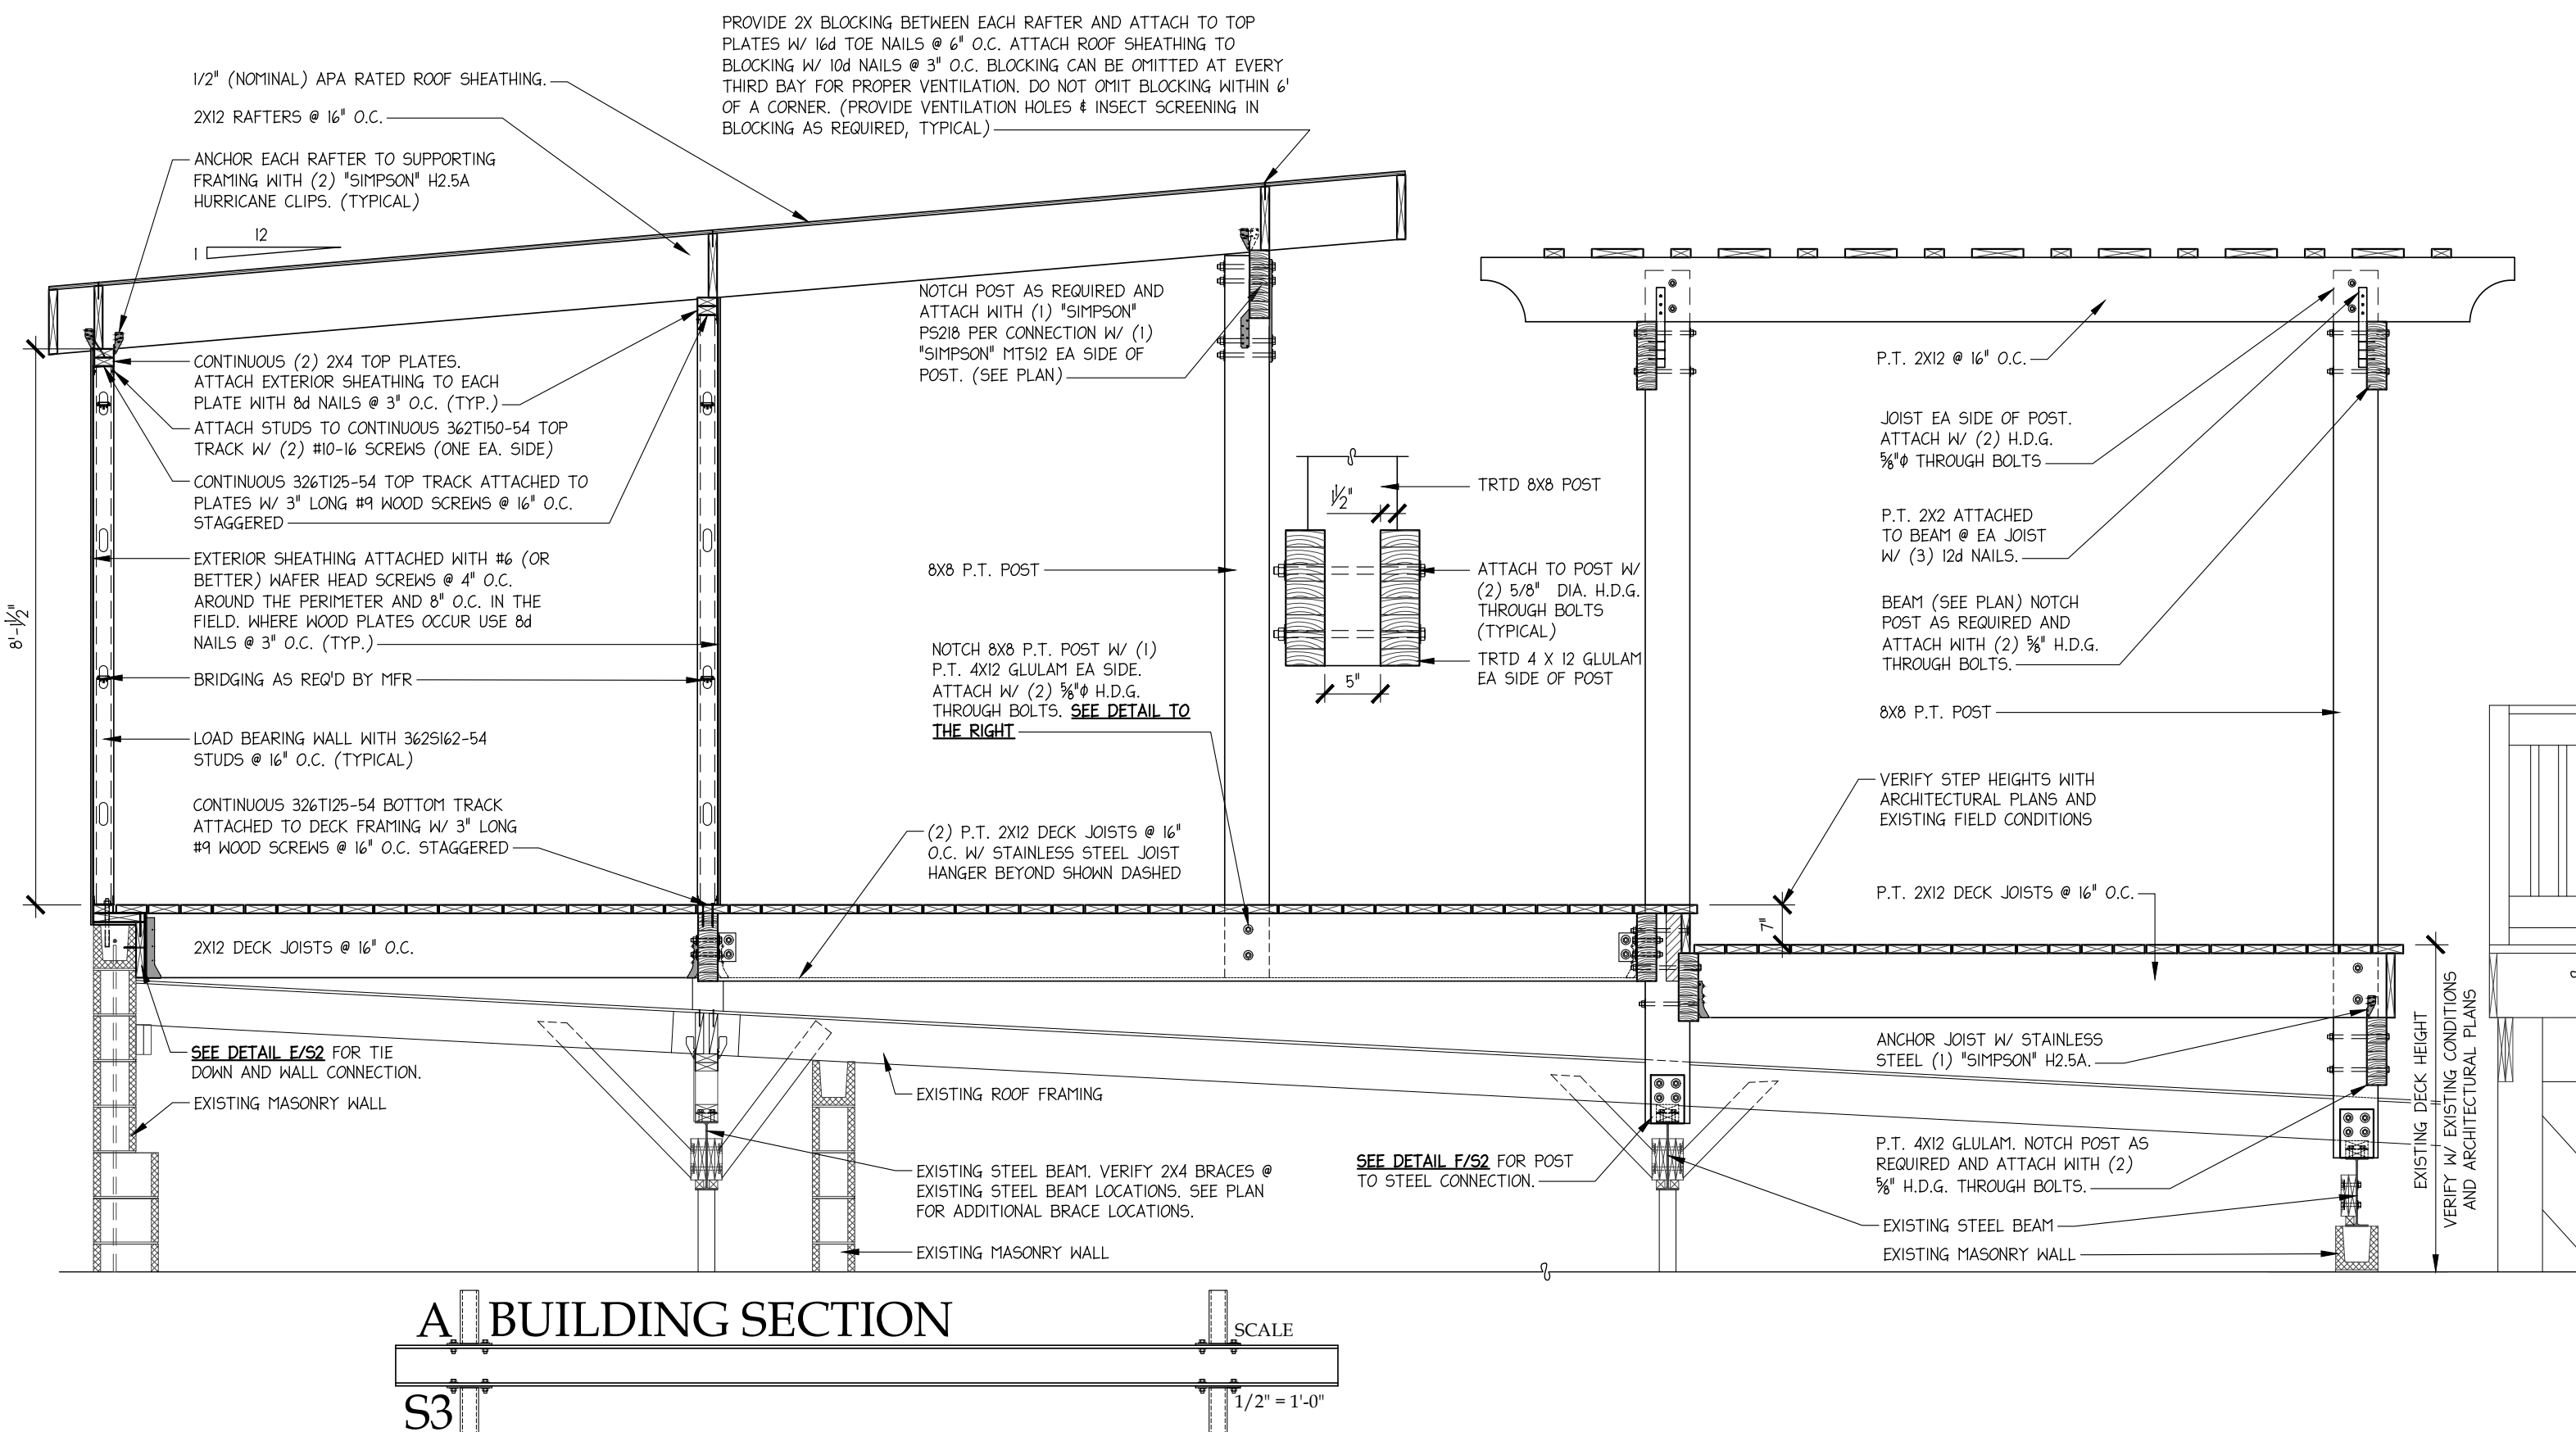 PROVIDE 2X BLOCKING BETWEEN EACH RAFTER AND ATTACH TO TOP
PLATES W/ 16d TOE NAILS @ 6" O.C. ATTACH ROOF SHEATHING TO
BLOCKING W/ 10d NAILS @ 3" O.C. BLOCKING CAN BE OMITTED AT EVERY
THIRD BAY FOR PROPER VENTILATION. DO NOT OMIT BLOCKING WITHIN 6'
OF A CORNER. (PROVIDE VENTILATION HOLES & INSECT SCREENING IN
BLOCKING AS REQUIRED, TYPICAL)
1/2" (NOMINAL) APA RATED ROOF SHEATHING.
2X12 RAFTERS @ 16" O.C.
ANCHOR EACH RAFTER TO SUPPORTING
FRAMING WITH (2) "SIMPSON" H2.5A
HURRICANE CLIPS. (TYPICAL)
12
1
8'-1½"
CONTINUOUS (2) 2X4 TOP PLATES.
ATTACH EXTERIOR SHEATHING TO EACH
PLATE WITH 8d NAILS @ 3" O.C. (TYP.)
ATTACH STUDS TO CONTINUOUS 362T150-54 TOP
TRACK W/ (2) #10-16 SCREWS (ONE EA. SIDE)
CONTINUOUS 326T125-54 TOP TRACK ATTACHED TO
PLATES W/ 3" LONG #9 WOOD SCREWS @ 16" O.C.
STAGGERED
EXTERIOR SHEATHING ATTACHED WITH #6 (OR
BETTER) WAFER HEAD SCREWS @ 4" O.C.
AROUND THE PERIMETER AND 8" O.C. IN THE
FIELD. WHERE WOOD PLATES OCCUR USE 8d
NAILS @ 3" O.C. (TYP.)
BRIDGING AS REQ'D BY MFR
LOAD BEARING WALL WITH 362S162-54
STUDS @ 16" O.C. (TYPICAL)
CONTINUOUS 326T125-54 BOTTOM TRACK
ATTACHED TO DECK FRAMING W/ 3" LONG
#9 WOOD SCREWS @ 16" O.C. STAGGERED
2X12 DECK JOISTS @ 16" O.C.
SEE DETAIL E/S2 FOR TIE
DOWN AND WALL CONNECTION.
EXISTING MASONRY WALL
NOTCH POST AS REQUIRED AND
ATTACH WITH (1) "SIMPSON"
PS218 PER CONNECTION W/ (1)
"SIMPSON" MTS12 EA SIDE OF
POST. (SEE PLAN)
8X8 P.T. POST
NOTCH 8X8 P.T. POST W/ (1)
P.T. 4X12 GLULAM EA SIDE.
ATTACH W/ (2) ⅝"ϕ H.D.G.
THROUGH BOLTS. SEE DETAIL TO
THE RIGHT
(2) P.T. 2X12 DECK JOISTS @ 16"
O.C. W/ STAINLESS STEEL JOIST
HANGER BEYOND SHOWN DASHED
1½"
5"
TRTD 8X8 POST
ATTACH TO POST W/
(2) 5/8" DIA. H.D.G.
THROUGH BOLTS
(TYPICAL)
TRTD 4 X 12 GLULAM
EA SIDE OF POST
EXISTING ROOF FRAMING
EXISTING STEEL BEAM. VERIFY 2X4 BRACES @
EXISTING STEEL BEAM LOCATIONS. SEE PLAN
FOR ADDITIONAL BRACE LOCATIONS.
EXISTING MASONRY WALL
SEE DETAIL F/S2 FOR POST
TO STEEL CONNECTION.
P.T. 2X12 @ 16" O.C.
JOIST EA SIDE OF POST.
ATTACH W/ (2) H.D.G.
⅝"ϕ THROUGH BOLTS
P.T. 2X2 ATTACHED
TO BEAM @ EA JOIST
W/ (3) 12d NAILS.
BEAM (SEE PLAN) NOTCH
POST AS REQUIRED AND
ATTACH WITH (2) ⅝" H.D.G.
THROUGH BOLTS.
8X8 P.T. POST
VERIFY STEP HEIGHTS WITH
ARCHITECTURAL PLANS AND
EXISTING FIELD CONDITIONS
P.T. 2X12 DECK JOISTS @ 16" O.C.
7"
ANCHOR JOIST W/ STAINLESS
STEEL (1) "SIMPSON" H2.5A.
P.T. 4X12 GLULAM. NOTCH POST AS
REQUIRED AND ATTACH WITH (2)
⅝" H.D.G. THROUGH BOLTS.
EXISTING STEEL BEAM
EXISTING MASONRY WALL
EXISTING DECK HEIGHT
VERIFY W/ EXISTING CONDITIONS
AND ARCHITECTURAL PLANS
A BUILDING SECTION
SCALE
S3
1/2" = 1'-0"